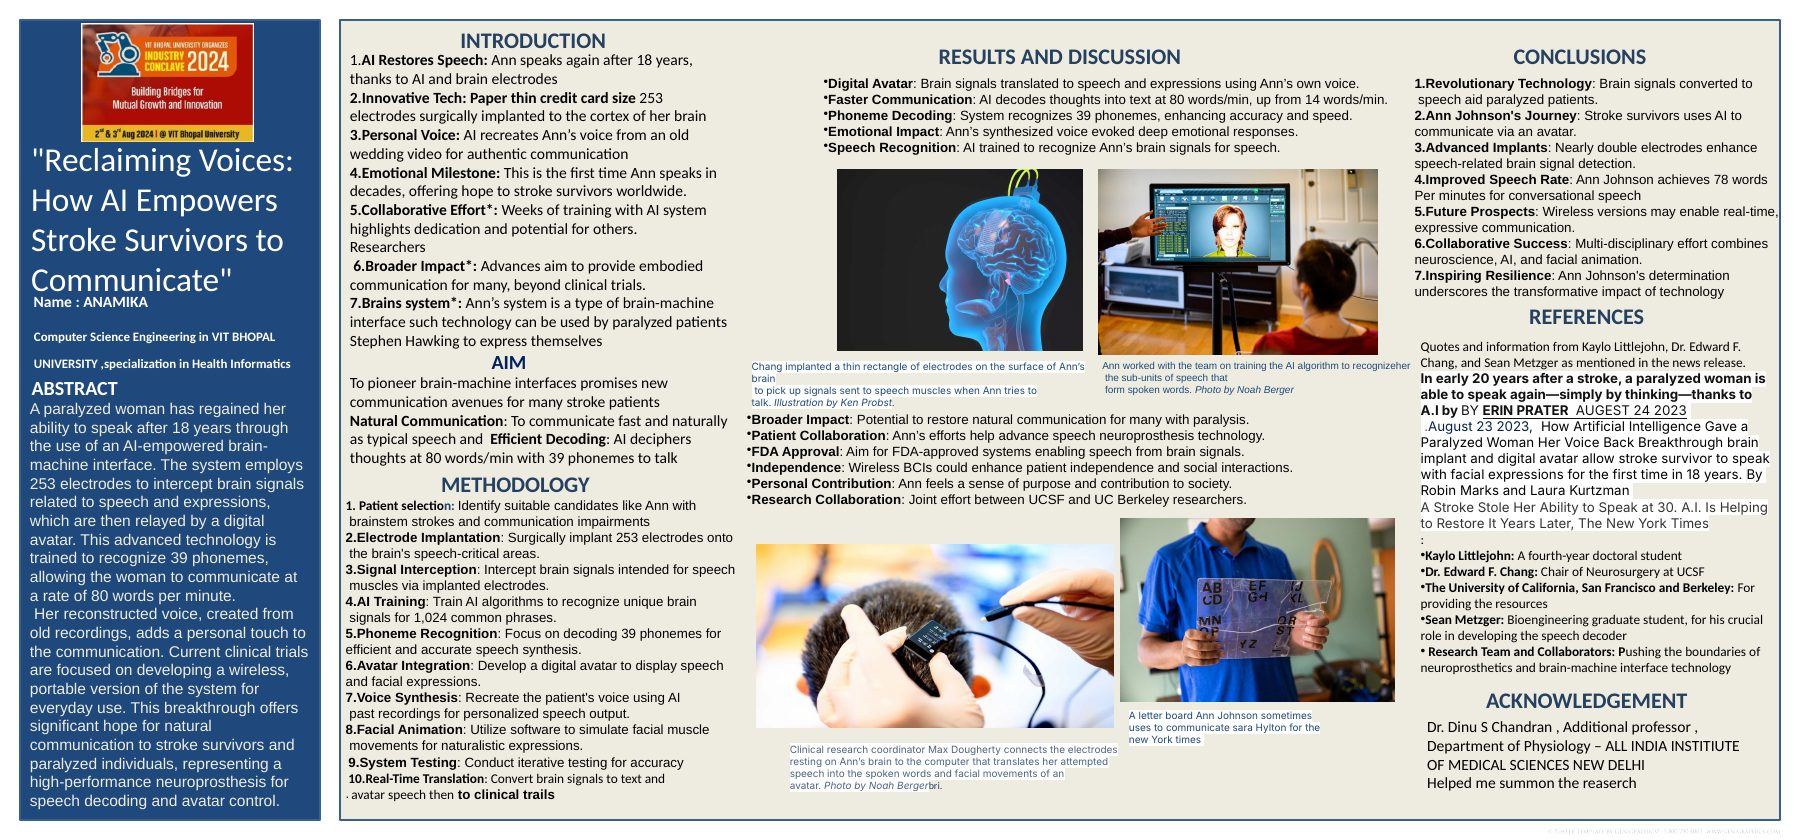 VIT BHOPAL UNIVERSITY ORGANIZES
INDUSTRY
CONCLAVE 2024
Building Bridges for
Mutual Growth and Innovation
2nd & 3rd Aug 2024 | @ VIT Bhopal University
"Reclaiming Voices:
How AI Empowers
Stroke Survivors to
Communicate"
Name : ANAMIKA
Computer Science Engineering in VIT BHOPAL
UNIVERSITY ,specialization in Health Informatics
ABSTRACT
A paralyzed woman has regained her
ability to speak after 18 years through
the use of an AI-empowered brain-
machine interface. The system employs
253 electrodes to intercept brain signals
related to speech and expressions,
which are then relayed by a digital
avatar. This advanced technology is
trained to recognize 39 phonemes,
allowing the woman to communicate at
a rate of 80 words per minute.
Her reconstructed voice, created from
old recordings, adds a personal touch to
the communication. Current clinical trials
are focused on developing a wireless,
portable version of the system for
everyday use. This breakthrough offers
significant hope for natural
communication to stroke survivors and
paralyzed individuals, representing a
high-performance neuroprosthesis for
speech decoding and avatar control.
INTRODUCTION
1.AI Restores Speech: Ann speaks again after 18 years,
thanks to AI and brain electrodes
2.Innovative Tech: Paper thin credit card size 253
electrodes surgically implanted to the cortex of her brain
3.Personal Voice: AI recreates Ann’s voice from an old
wedding video for authentic communication
4.Emotional Milestone: This is the first time Ann speaks in
decades, offering hope to stroke survivors worldwide.
5.Collaborative Effort*: Weeks of training with AI system
highlights dedication and potential for others.
Researchers
6.Broader Impact*: Advances aim to provide embodied
communication for many, beyond clinical trials.
7.Brains system*: Ann’s system is a type of brain-machine
interface such technology can be used by paralyzed patients
Stephen Hawking to express themselves
AIM
To pioneer brain-machine interfaces promises new
communication avenues for many stroke patients
Natural Communication: To communicate fast and naturally
as typical speech and Efficient Decoding: AI deciphers
thoughts at 80 words/min with 39 phonemes to talk
METHODOLOGY
1. Patient selection: Identify suitable candidates like Ann with
brainstem strokes and communication impairments
2.Electrode Implantation: Surgically implant 253 electrodes onto
the brain's speech-critical areas.
3.Signal Interception: Intercept brain signals intended for speech
muscles via implanted electrodes.
4.AI Training: Train AI algorithms to recognize unique brain
signals for 1,024 common phrases.
5.Phoneme Recognition: Focus on decoding 39 phonemes for
efficient and accurate speech synthesis.
6.Avatar Integration: Develop a digital avatar to display speech
and facial expressions.
7.Voice Synthesis: Recreate the patient's voice using AI
past recordings for personalized speech output.
8.Facial Animation: Utilize software to simulate facial muscle
movements for naturalistic expressions.
9.System Testing: Conduct iterative testing for accuracy
10.Real-Time Translation: Convert brain signals to text and
. avatar speech then to clinical trails
RESULTS AND DISCUSSION
•Digital Avatar: Brain signals translated to speech and expressions using Ann’s own voice.
•Faster Communication: AI decodes thoughts into text at 80 words/min, up from 14 words/min.
•Phoneme Decoding: System recognizes 39 phonemes, enhancing accuracy and speed.
•Emotional Impact: Ann’s synthesized voice evoked deep emotional responses.
•Speech Recognition: AI trained to recognize Ann’s brain signals for speech.
Chang implanted a thin rectangle of electrodes on the surface of Ann’s
brain
to pick up signals sent to speech muscles when Ann tries to
talk. Illustration by Ken Probst.
Ann worked with the team on training the AI algorithm to recognizeher
the sub-units of speech that
form spoken words. Photo by Noah Berger
•Broader Impact: Potential to restore natural communication for many with paralysis.
•Patient Collaboration: Ann’s efforts help advance speech neuroprosthesis technology.
•FDA Approval: Aim for FDA-approved systems enabling speech from brain signals.
•Independence: Wireless BCIs could enhance patient independence and social interactions.
•Personal Contribution: Ann feels a sense of purpose and contribution to society.
•Research Collaboration: Joint effort between UCSF and UC Berkeley researchers.
AB EF IJ
CD GH KL
MN QR
OP ST
YZ
Clinical research coordinator Max Dougherty connects the electrodes
resting on Ann’s brain to the computer that translates her attempted
speech into the spoken words and facial movements of an
avatar. Photo by Noah Bergerbri.
A letter board Ann Johnson sometimes
uses to communicate sara Hylton for the
new York times
CONCLUSIONS
1.Revolutionary Technology: Brain signals converted to
speech aid paralyzed patients.
2.Ann Johnson's Journey: Stroke survivors uses AI to
communicate via an avatar.
3.Advanced Implants: Nearly double electrodes enhance
speech-related brain signal detection.
4.Improved Speech Rate: Ann Johnson achieves 78 words
Per minutes for conversational speech
5.Future Prospects: Wireless versions may enable real-time,
expressive communication.
6.Collaborative Success: Multi-disciplinary effort combines
neuroscience, AI, and facial animation.
7.Inspiring Resilience: Ann Johnson's determination
underscores the transformative impact of technology
REFERENCES
Quotes and information from Kaylo Littlejohn, Dr. Edward F.
Chang, and Sean Metzger as mentioned in the news release.
In early 20 years after a stroke, a paralyzed woman is
able to speak again—simply by thinking—thanks to
A.I by BY ERIN PRATER AUGEST 24 2023
.August 23 2023, How Artificial Intelligence Gave a
Paralyzed Woman Her Voice Back Breakthrough brain
implant and digital avatar allow stroke survivor to speak
with facial expressions for the first time in 18 years. By
Robin Marks and Laura Kurtzman
A Stroke Stole Her Ability to Speak at 30. A.I. Is Helping
to Restore It Years Later, The New York Times
:
•Kaylo Littlejohn: A fourth-year doctoral student
•Dr. Edward F. Chang: Chair of Neurosurgery at UCSF
•The University of California, San Francisco and Berkeley: For
providing the resources
•Sean Metzger: Bioengineering graduate student, for his crucial
role in developing the speech decoder
• Research Team and Collaborators: Pushing the boundaries of
neuroprosthetics and brain-machine interface technology
ACKNOWLEDGEMENT
Dr. Dinu S Chandran , Additional professor ,
Department of Physiology – ALL INDIA INSTITIUTE
OF MEDICAL SCIENCES NEW DELHI
Helped me summon the reaserch